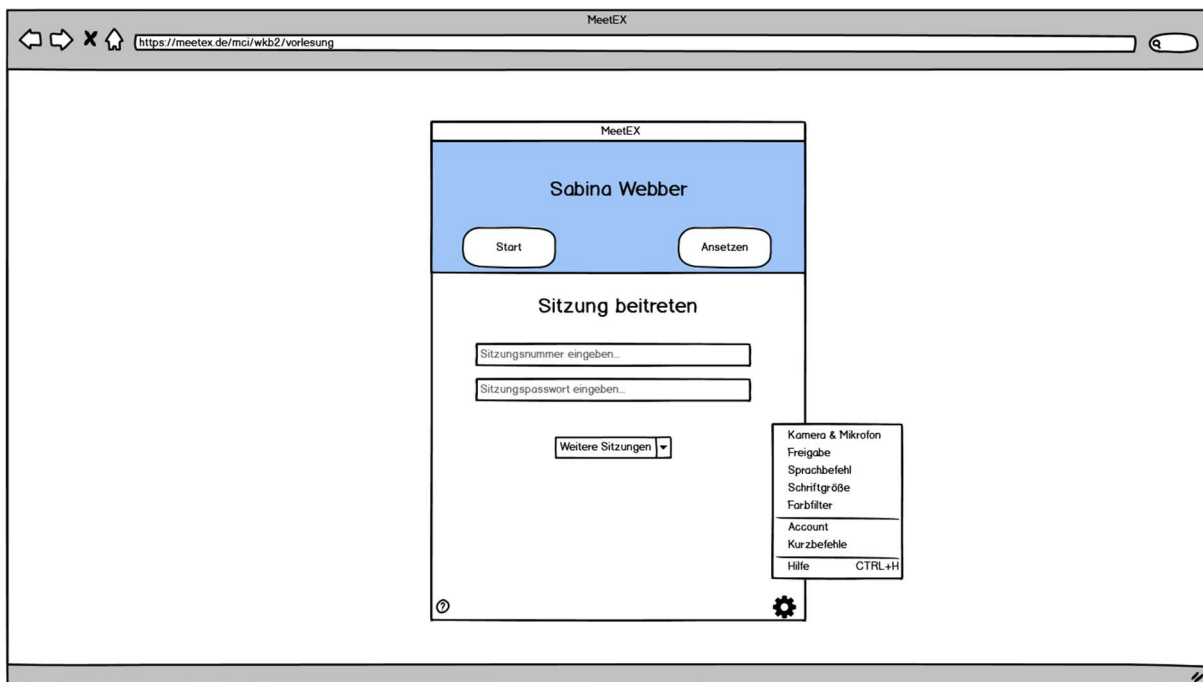 MeetEX
https://meetex.de/mci/wkb2/vorlesung
MeetEX
Sabina Webber
Start
Ansetzen
Sitzung beitreten
Sitzungsnummer eingeben...
Sitzungspasswort eingeben...
Weitere Sitzungen
Kamera & Mikrofon
Freigabe
Sprachbefehl
Schriftgröße
Farbfilter
Account
Kurzbefehle
Hilfe CTRL+H
?